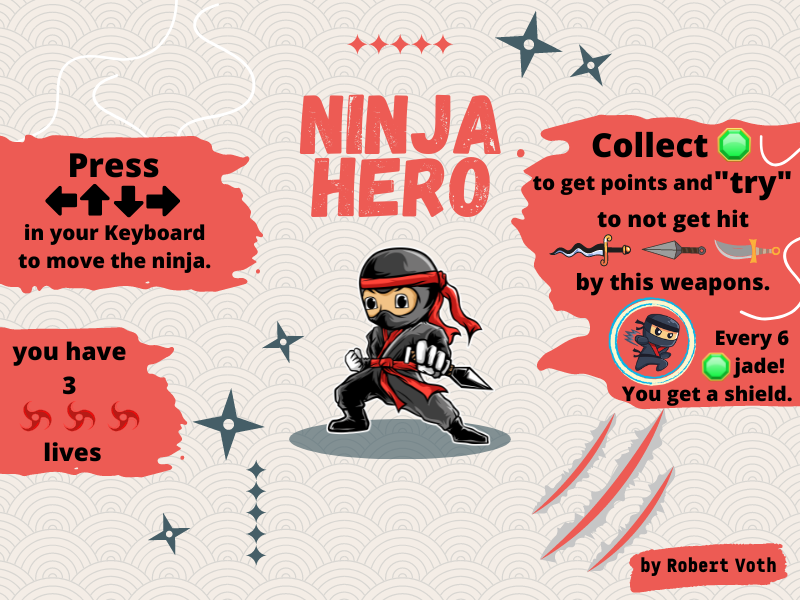 NINJA
HERO
Press
in your Keyboard
to move the ninja.
you have
3
lives
Collect
to get points and"try"
to not get hit
by this weapons.
Every 6
jade!
You get a shield.
by Robert Voth